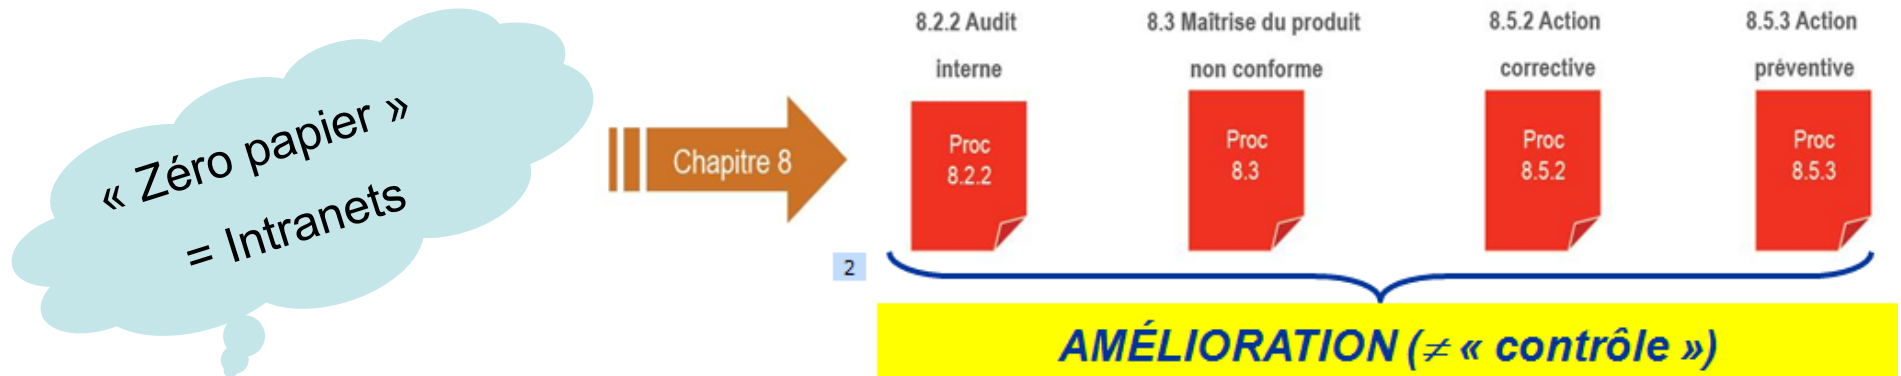 « Zéro papier »
= Intranets
Chapitre 8
8.2.2 Audit
interne
8.3 Maîtrise du produit
non conforme
8.5.2 Action
corrective
8.5.3 Action
préventive
Proc
8.2.2
Proc
8.3
Proc
8.5.2
Proc
8.5.3
2
AMÉLIORATION (≠ « contrôle »)